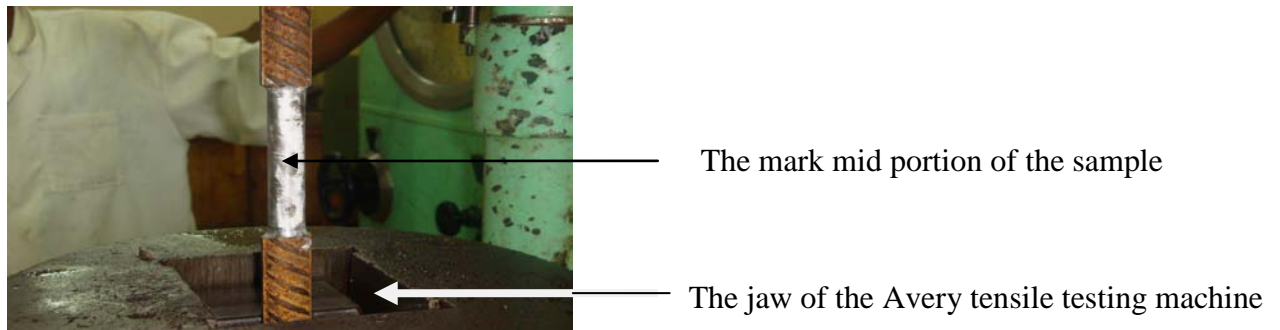 The mark mid portion of the sample
The jaw of the Avery tensile testing machine